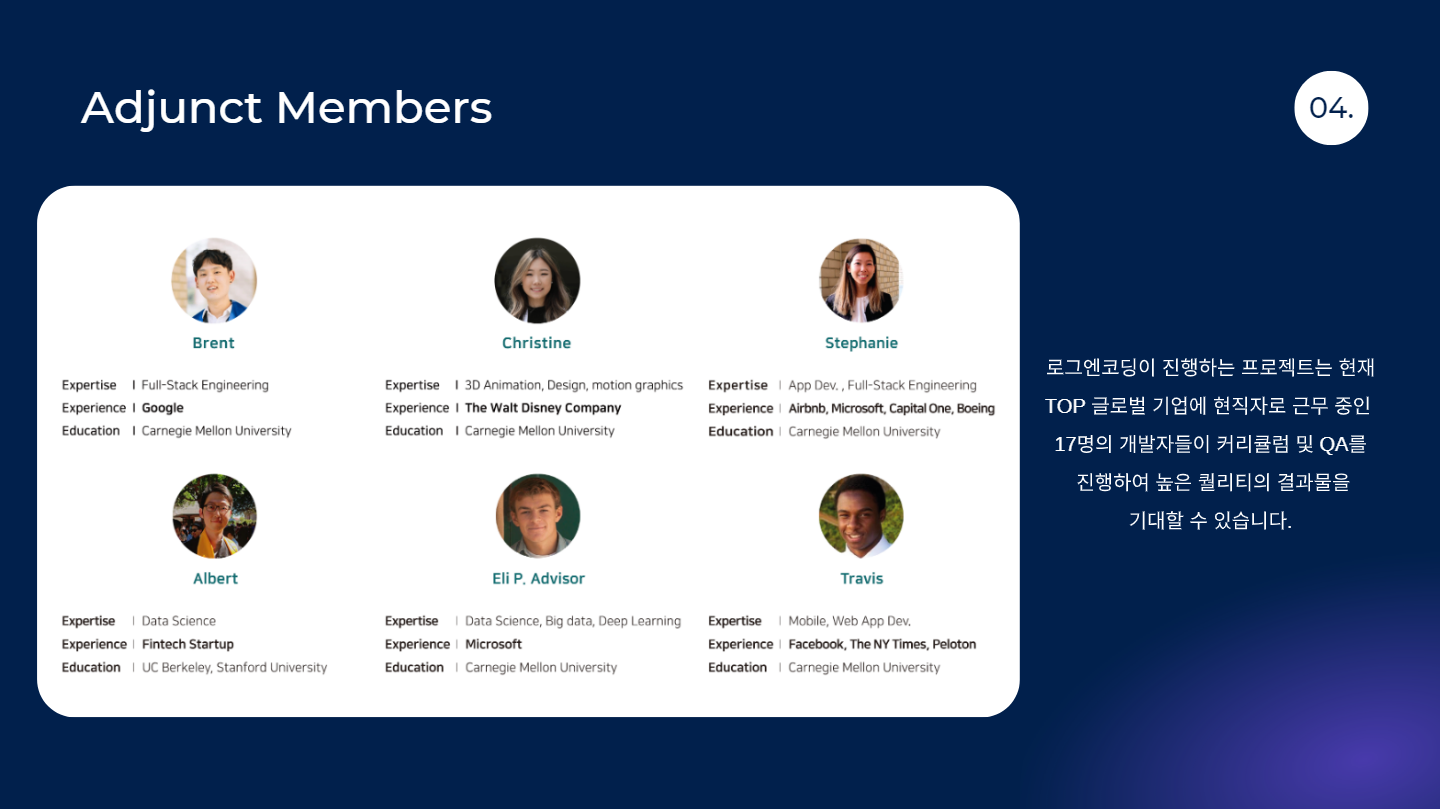 Adjunct Members
04.
Brent
Expertise | Full-Stack Engineering
Experience | Google
Education | Carnegie Mellon University
Christine
Expertise | 3D Animation, Design, motion graphics
Experience | The Walt Disney Company
Education | Carnegie Mellon University
Stephanie
Expertise | App Dev. , Full-Stack Engineering
Experience | Airbnb, Microsoft, Capital One, Boeing
Education | Carnegie Mellon University
Albert
Expertise | Data Science
Experience | Fintech Startup
Education | UC Berkeley, Stanford University
Eli P. Advisor
Expertise | Data Science, Big data, Deep Learning
Experience | Microsoft
Education | Carnegie Mellon University
Travis
Expertise | Mobile, Web App Dev.
Experience | Facebook, The NY Times, Peloton
Education | Carnegie Mellon University
로그엔코딩이 진행하는 프로젝트는 현재
TOP 글로벌 기업에 현직자로 근무 중인
17명의 개발자들이 커리큘럼 및 QA를
진행하여 높은 퀄리티의 결과물을
기대할 수 있습니다.